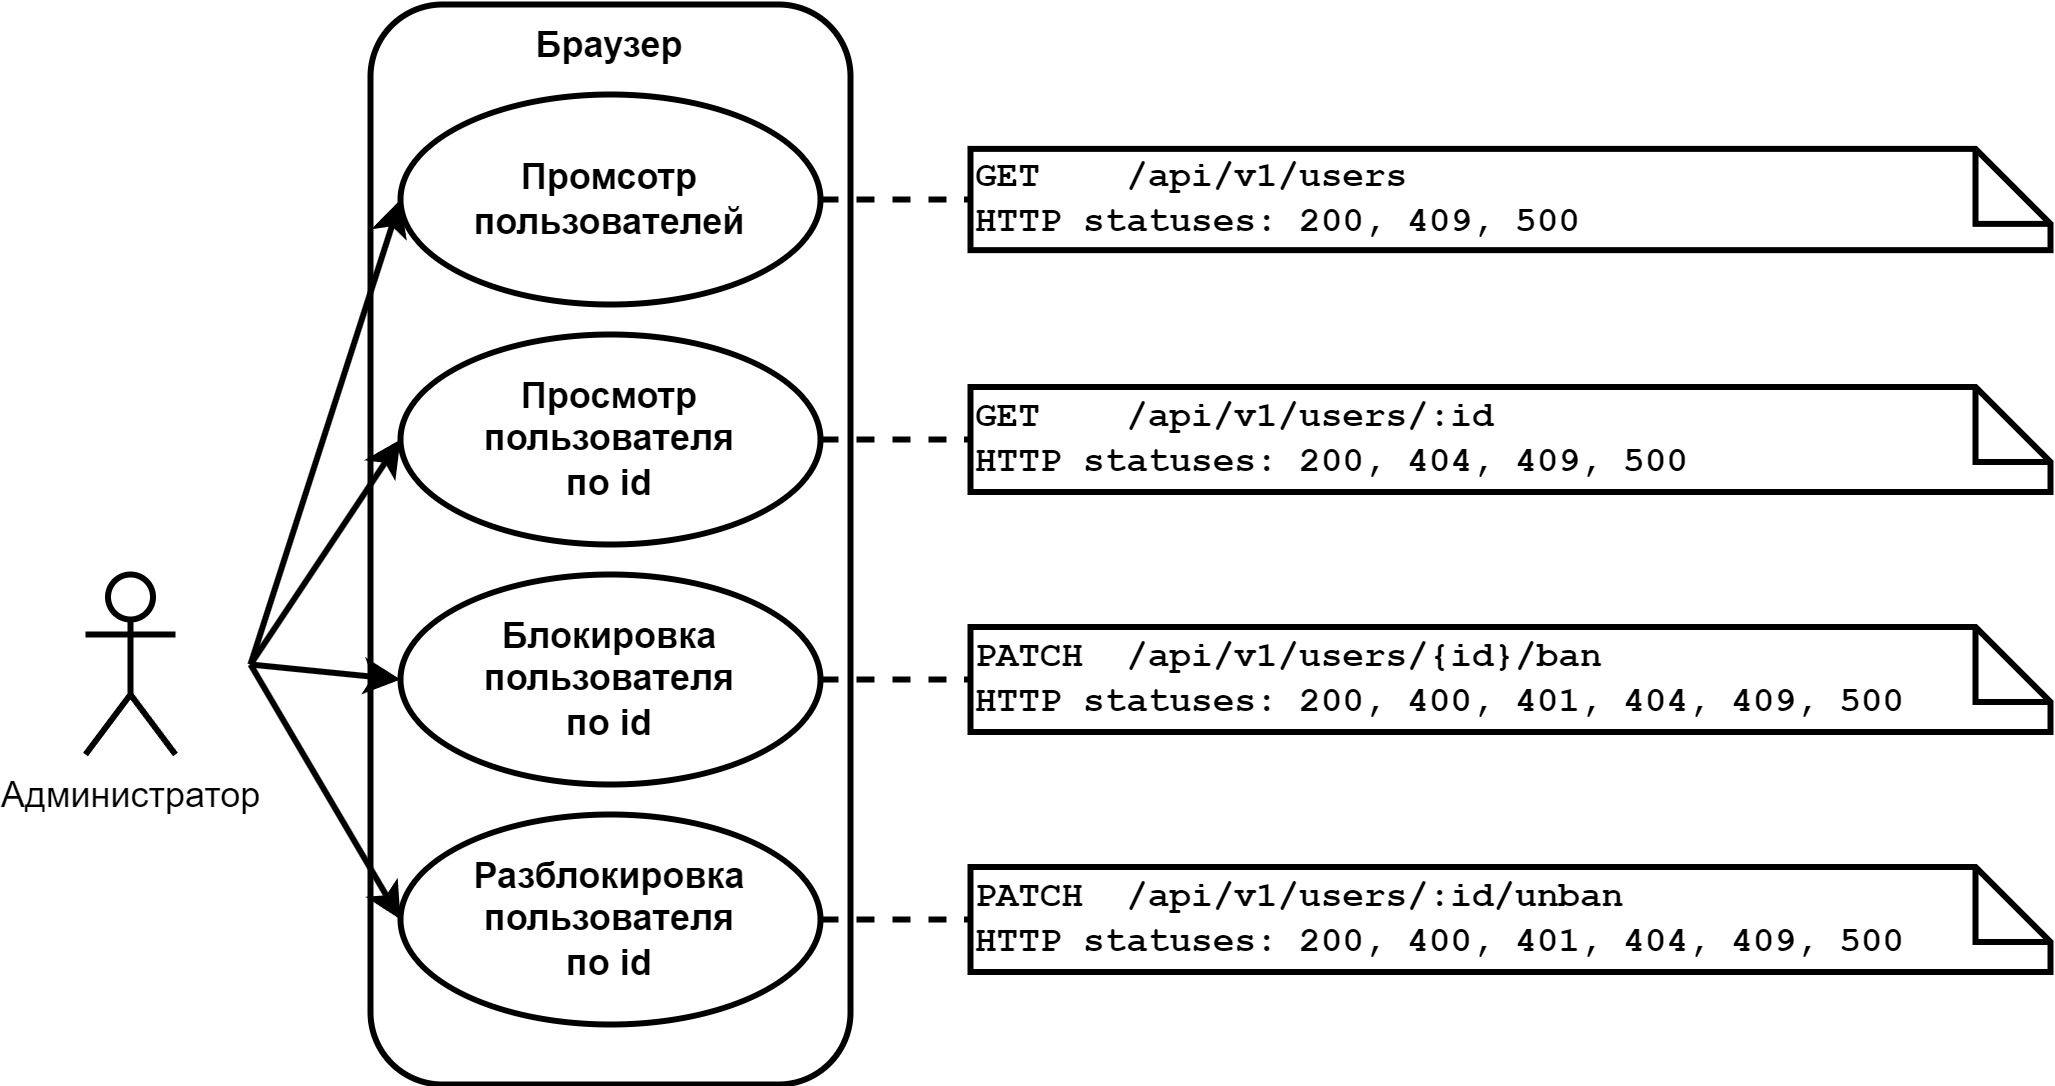 Браузер
Промсотр
пользователей
GET    /api/v1/users
HTTP statuses: 200, 409, 500
Просмотр
пользователя
по id
GET    /api/v1/users/:id
HTTP statuses: 200, 404, 409, 500
Блокировка
пользователя
по id
PATCH  /api/v1/users/{id}/ban
HTTP statuses: 200, 400, 401, 404, 409, 500
Администратор
Разблокировка
пользователя
по id
PATCH  /api/v1/users/:id/unban
HTTP statuses: 200, 400, 401, 404, 409, 500